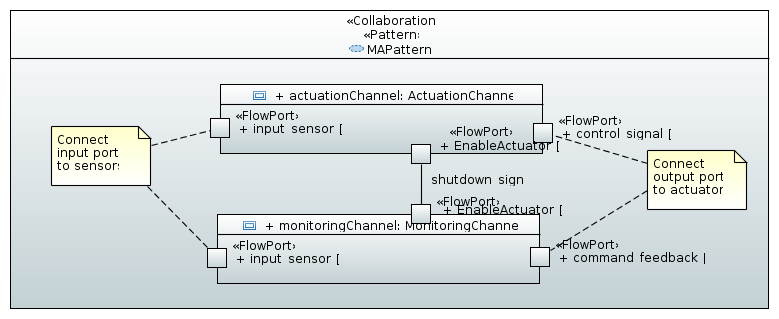 «Collaboration
«Pattern›
MAPattern
+ actuationChannel: ActuationChanne
«FlowPort›
+ input sensor [
«FlowPort›
+ EnableActuator [
«FlowPort›
+ control signal [
Connect
input port
to sensors
Connect
output port
to actuator
shutdown sign
«FlowPort›
+ EnableActuator [
+ monitoringChannel: MonitoringChanne
«FlowPort›
+ input sensor [
«FlowPort›
+ command feedback |